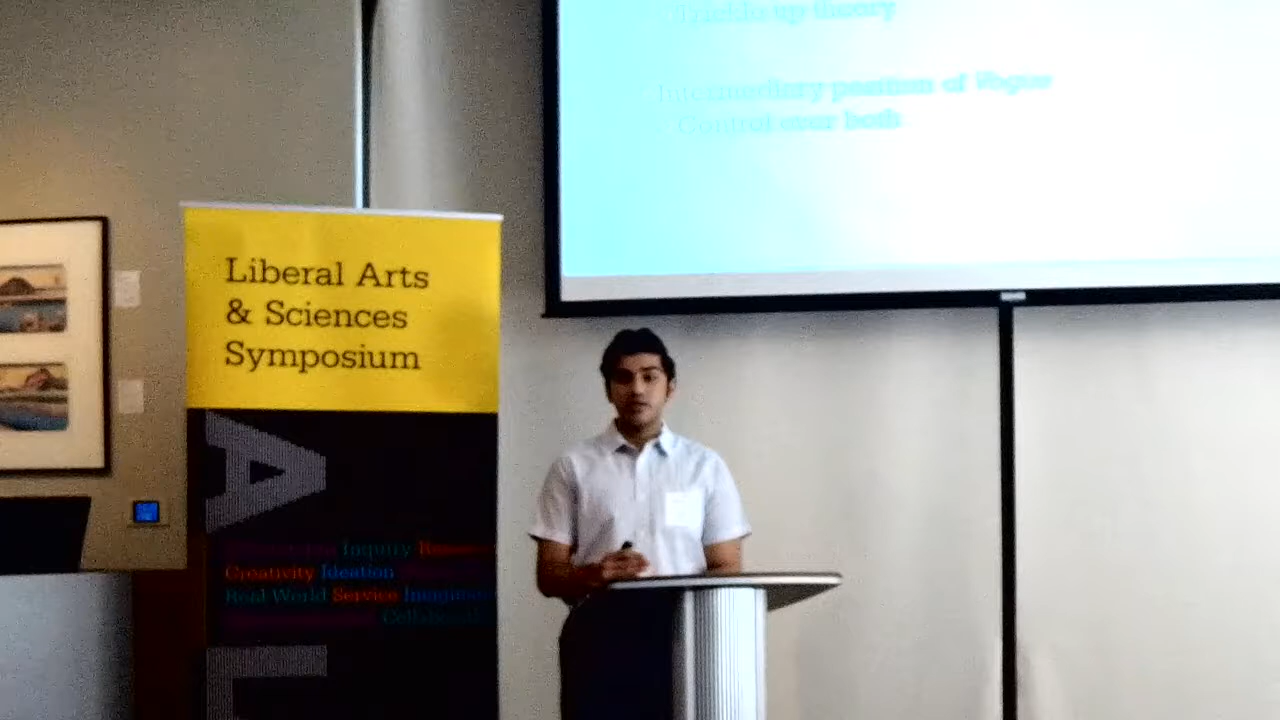 Trickle up theory
Intermediary position of Vogue
- Control over both
Liberal Arts
& Sciences
Symposium
A
Inquiry
Creativity Ideation
Real World Service
L